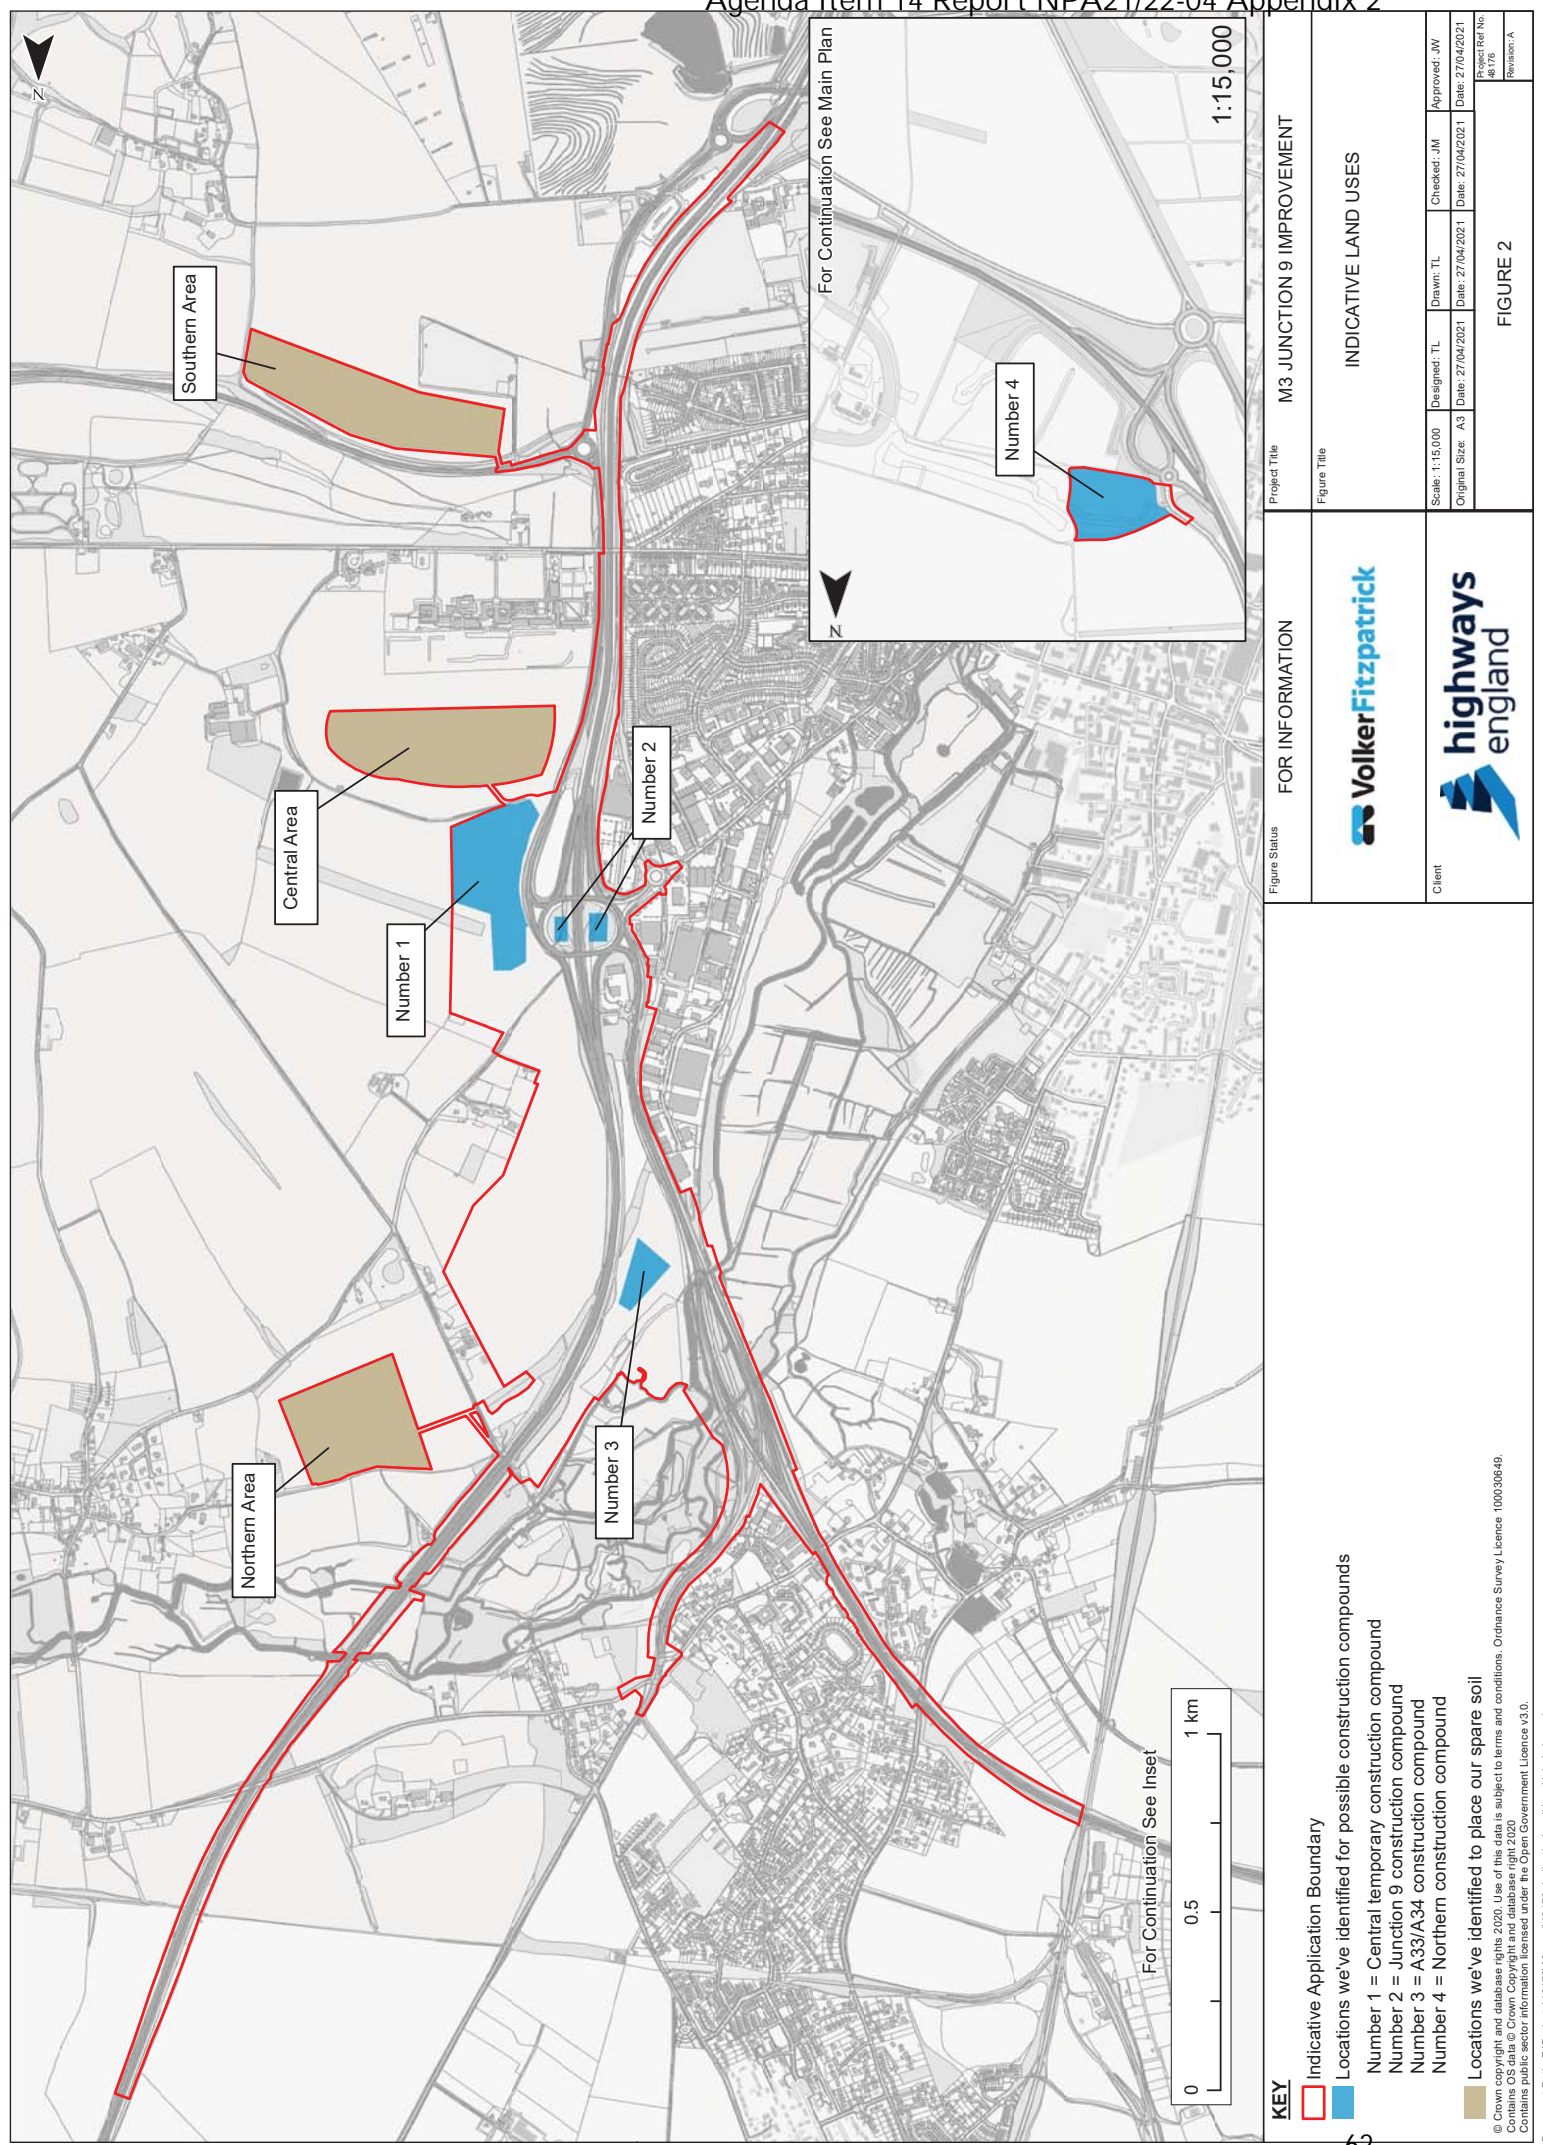 Agenda Item 14 Report NPA21/22-04 Appendix 2
N
Southern Area
Central Area
Number 1
Number 2
Northern Area
Number 3
For Continuation See Main Plan
Number 4
N
1:15,000
For Continuation See Inset
0
0.5
1 km
KEY
Indicative Application Boundary
Locations we've identified for possible construction compounds
Number 1 = Central temporary construction compound
Number 2 = Junction 9 construction compound
Number 3 = A33/A34 construction compound
Number 4 = Northern construction compound
Locations we've identified to place our spare soil
© Crown copyright and database rights 2020. Use of this data is subject to terms and conditions. Ordnance Survey Licence 100030649.
Contains OS data © Crown Copyright and database right 2020
Contains public sector information licensed under the Open Government Licence v3.0.
Figure Status
FOR INFORMATION
VolkerFitzpatrick
Client
highways
england
Project Title
M3 JUNCTION 9 IMPROVEMENT
Figure Title
INDICATIVE LAND USES
Scale: 1:15,000
Designed: TL
Drawn: TL
Checked: JM
Approved: JW
Original Size: A3
Date: 27/04/2021
Date: 27/04/2021
Date: 27/04/2021
Date: 27/04/2021
FIGURE 2
Project Ref No.
48176
Revision: A
62